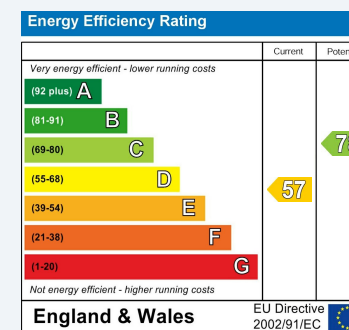 Energy Efficiency Rating
Current
Very energy efficient - lower running costs
(92 plus) A
(81-91) B
(69-80) C
(55-68) D
57
(39-54) E
(21-38) F
(1-20) G
Not energy efficient - higher running costs
England & Wales
EU Directive
2002/91/EC